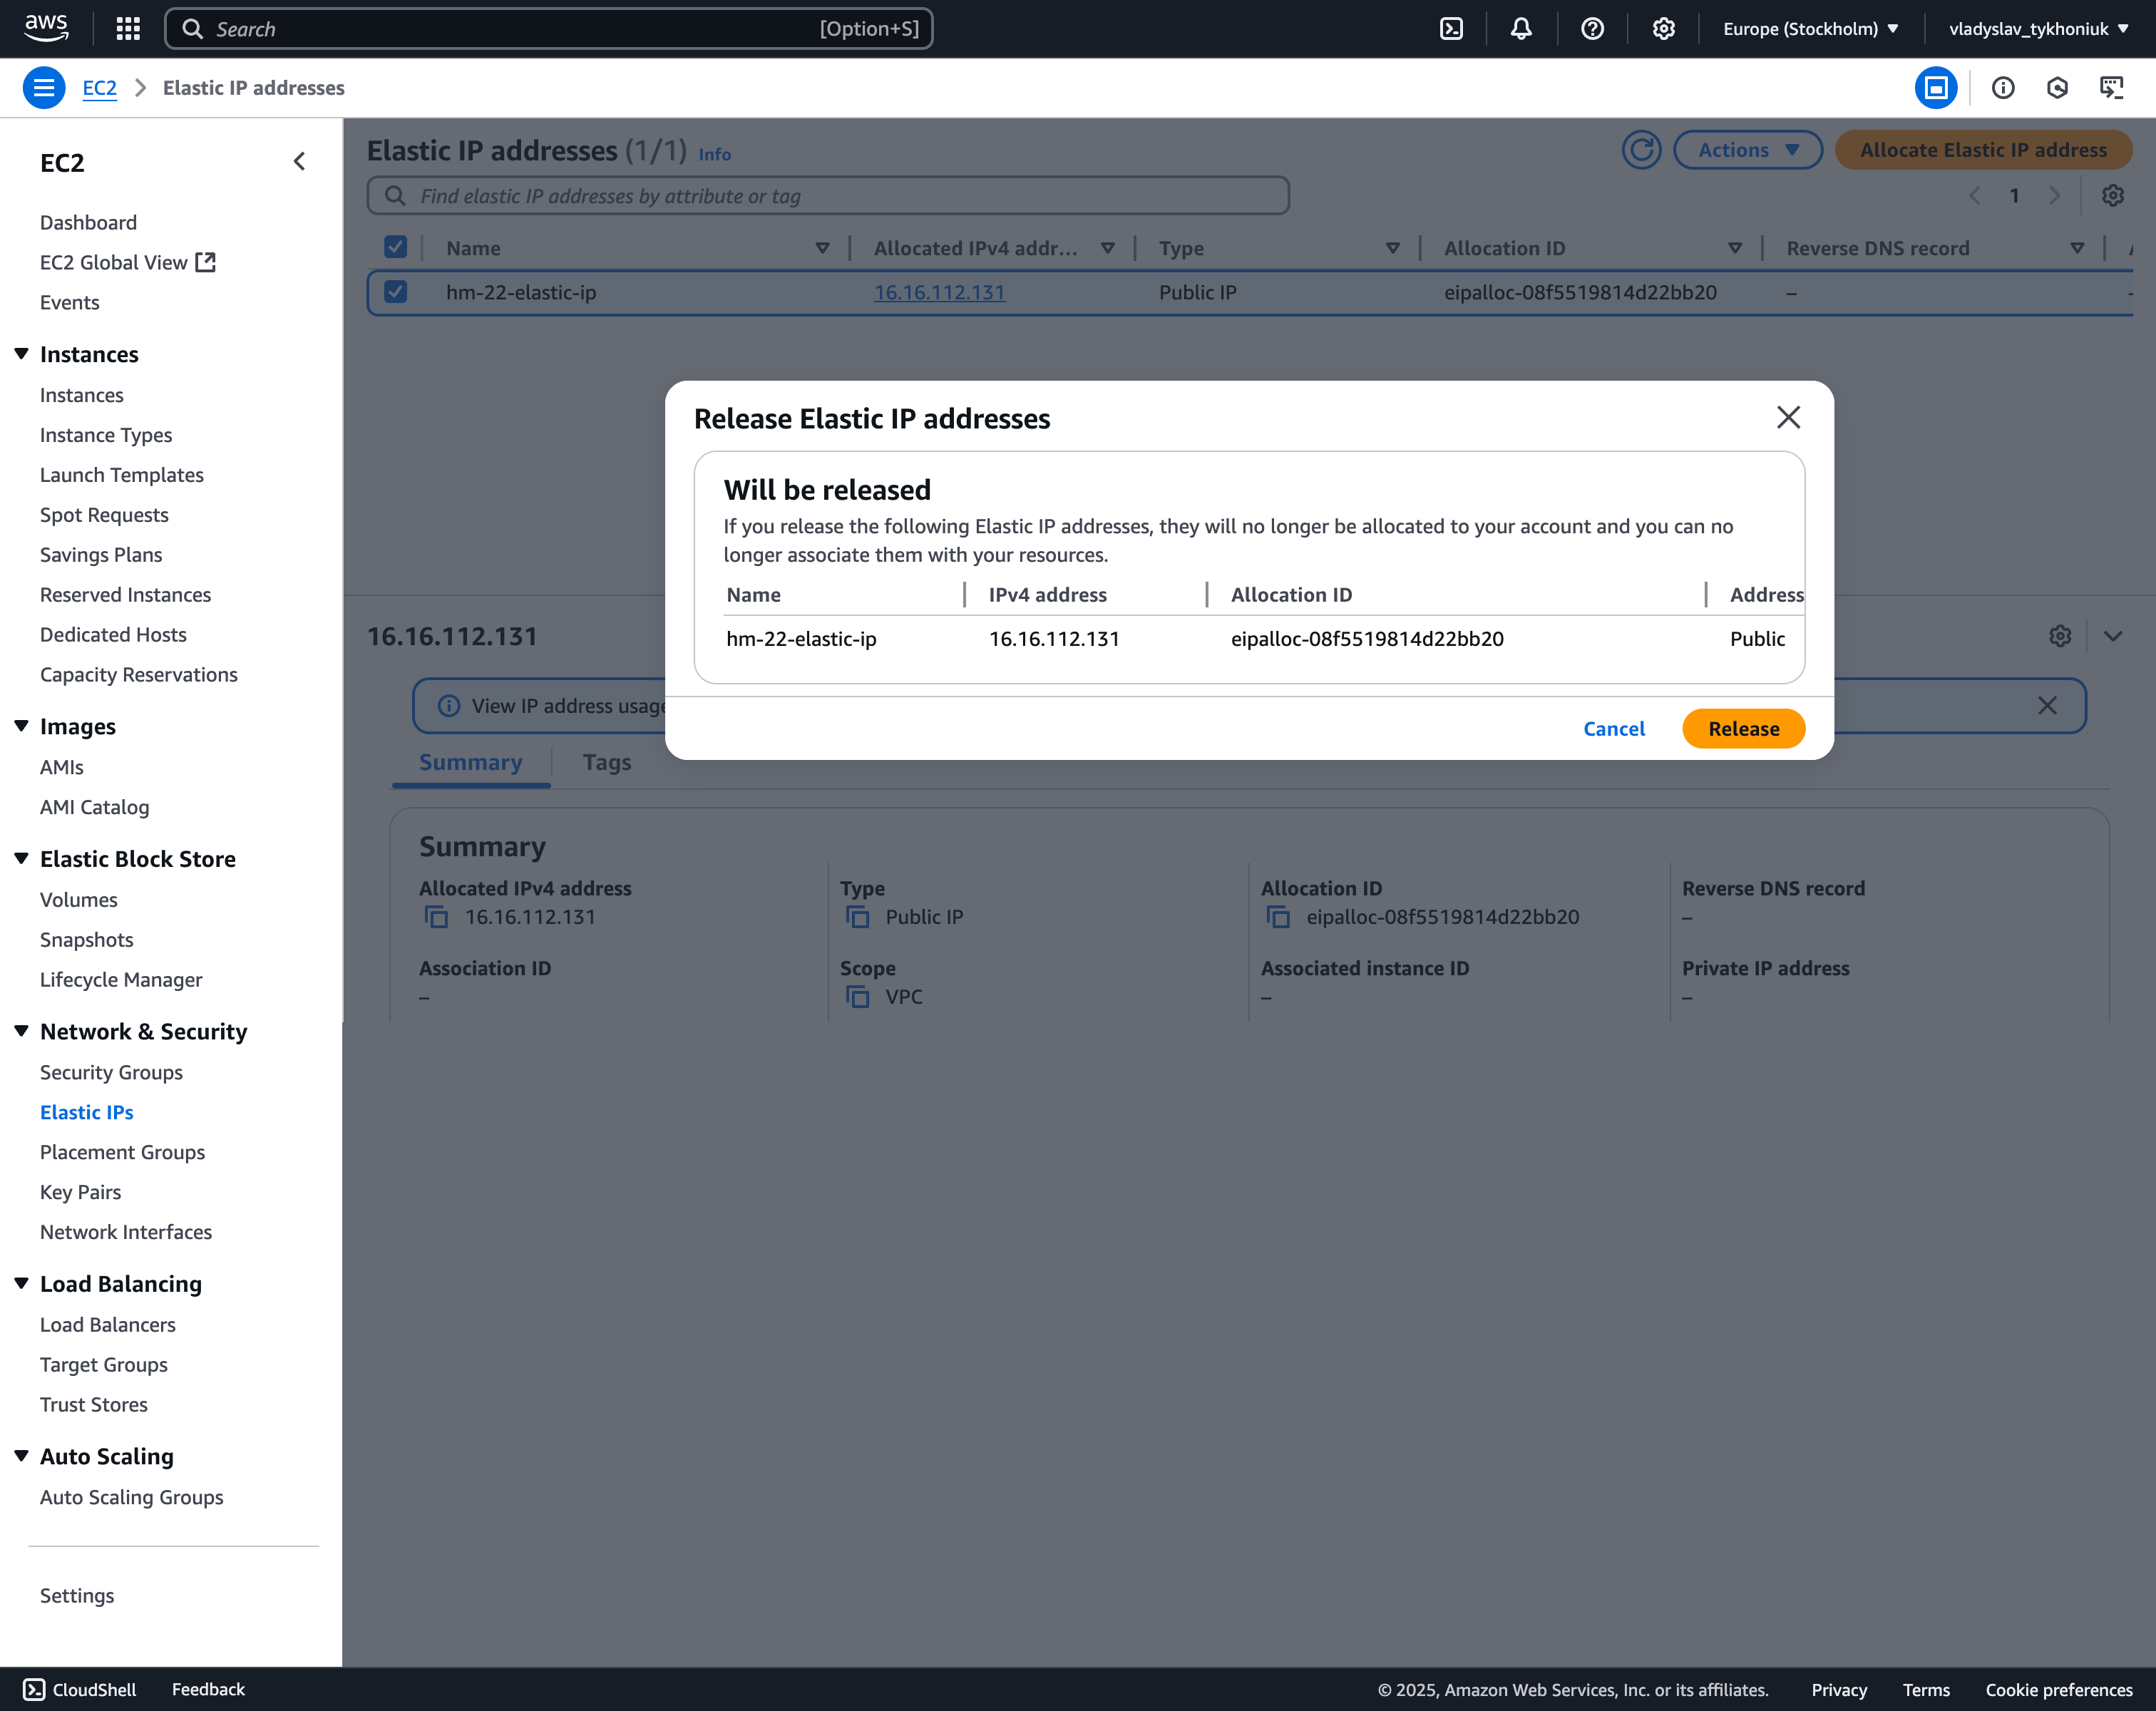 aws
Search [Option+S]
Europe (Stockholm)
vladyslav_tykhoniuk
EC2 Elastic IP addresses
EC2
Dashboard
EC2 Global View
Events
Instances
Instances
Instance Types
Launch Templates
Spot Requests
Savings Plans
Reserved Instances
Dedicated Hosts
Capacity Reservations
Images
AMIs
AMI Catalog
Elastic Block Store
Volumes
Snapshots
Lifecycle Manager
Network & Security
Security Groups
Elastic IPs
Placement Groups
Key Pairs
Network Interfaces
Load Balancing
Load Balancers
Target Groups
Trust Stores
Auto Scaling
Auto Scaling Groups
Settings
Elastic IP addresses (1/1) Info
Actions
Allocate Elastic IP address
Find elastic IP addresses by attribute or tag
1
Name Allocated IPv4 addr... Type Allocation ID Reverse DNS record
hm-22-elastic-ip 16.16.112.131 Public IP eipalloc-08f5519814d22bb20 –
Release Elastic IP addresses
Will be released
If you release the following Elastic IP addresses, they will no longer be allocated to your account and you can no
longer associate them with your resources.
Name IPv4 address Allocation ID Address
hm-22-elastic-ip 16.16.112.131 eipalloc-08f5519814d22bb20 Public
Cancel Release
16.16.112.131
View IP address usage
Summary Tags
Summary
Allocated IPv4 address
16.16.112.131
Type
Public IP
Allocation ID
eipalloc-08f5519814d22bb20
Reverse DNS record
–
Association ID
–
Scope
VPC
Associated instance ID
–
Private IP address
–
CloudShell Feedback
© 2025, Amazon Web Services, Inc. or its affiliates. Privacy Terms Cookie preferences